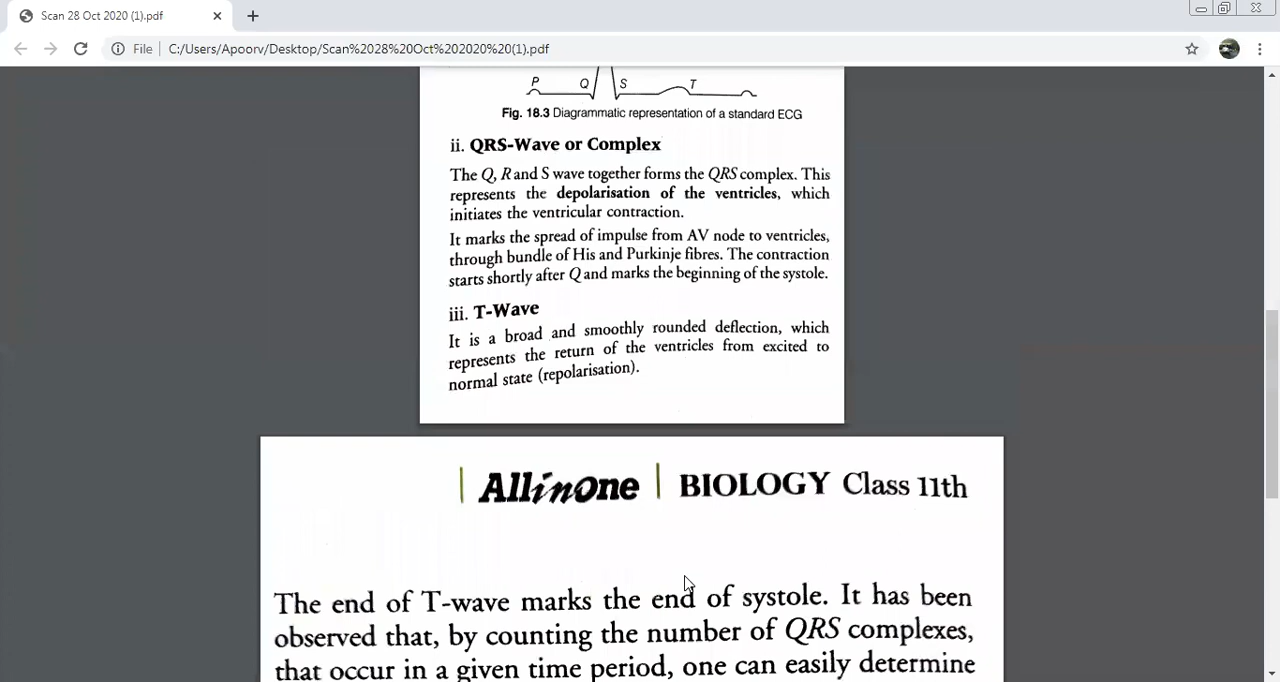 Scan 28 Oct 2020 (1).pdf
File C:/Users/Apoorv/Desktop/Scan%2028%20Oct%202020%20(1).pdf
P Q S T
Fig. 18.3 Diagrammatic representation of a standard ECG
ii. QRS-Wave or Complex
The Q, R and S wave together forms the QRS complex. This
represents the depolarisation of the ventricles, which
initiates the ventricular contraction.
It marks the spread of impulse from AV node to ventricles,
through bundle of His and Purkinje fibres. The contraction
starts shortly after Q and marks the beginning of the systole.
iii. T-Wave
It is a broad and smoothly rounded deflection, which
represents the return of the ventricles from excited to
normal state (repolarisation).
AllinOne BIOLOGY Class 11th
The end of T-wave marks the end of systole. It has been
observed that, by counting the number of QRS complexes,
that occur in a given time period, one can easily determine